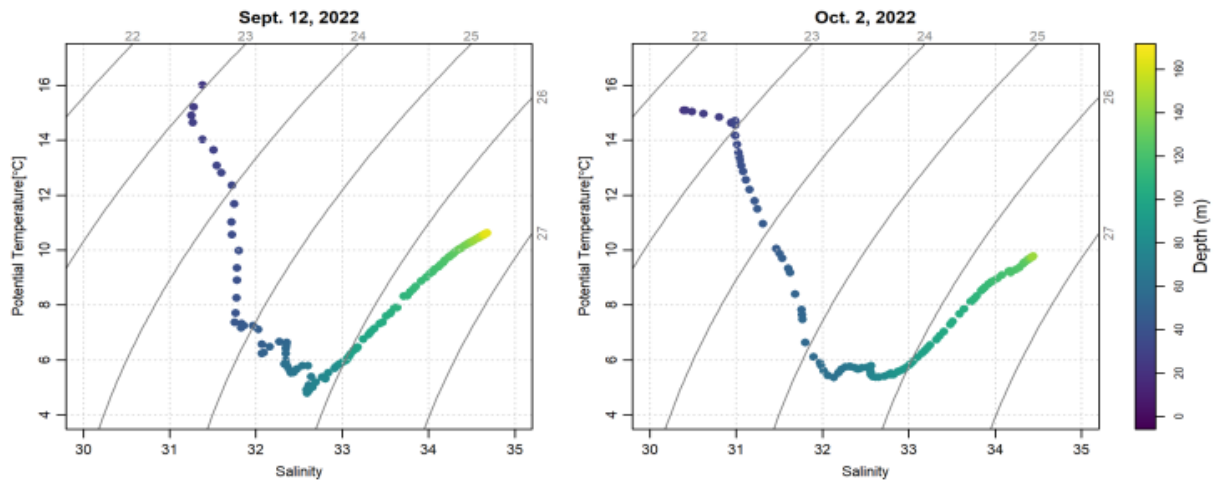 Sept. 12, 2022
Oct. 2, 2022
22 23 24 25
22 23 24 25
26
27
26
27
16
14
12
10
8
6
4
Potential Temperature[°C]
30 31 32 33 34 35
Salinity
16
14
12
10
8
6
4
Potential Temperature[°C]
30 31 32 33 34 35
Salinity
160
140
120
100
80
60
40
20
0
Depth (m)